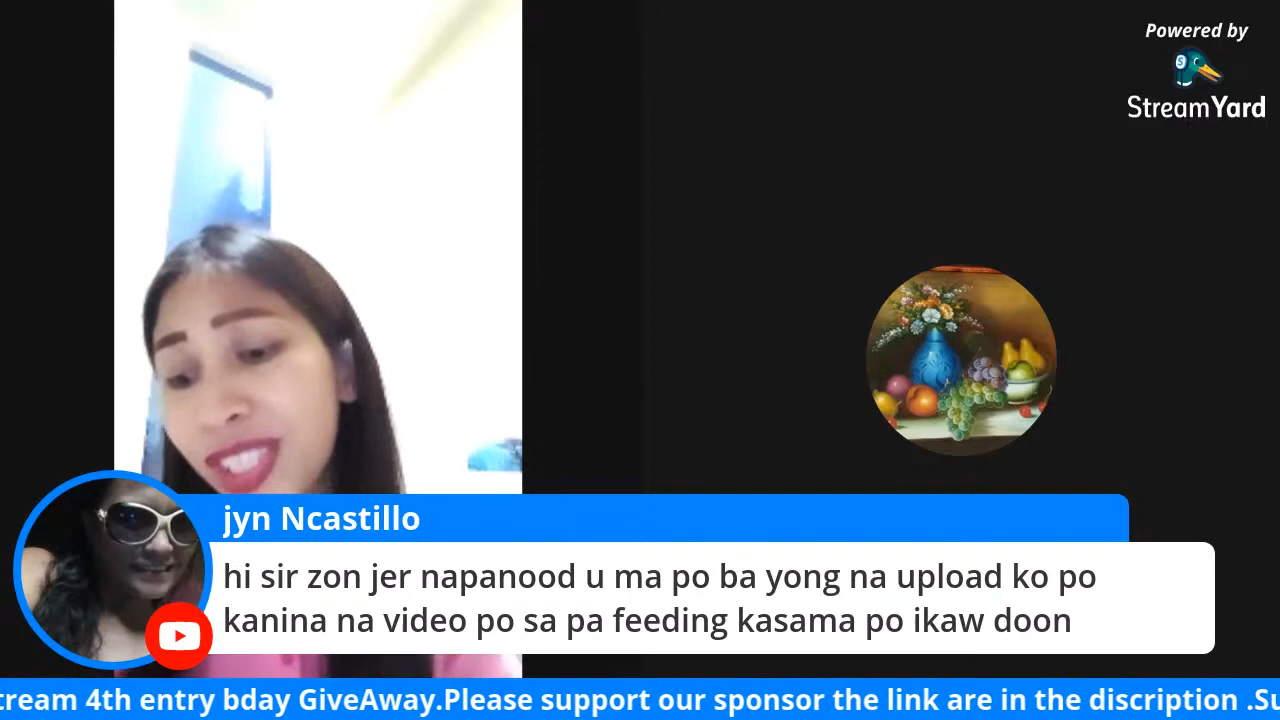 Powered by
StreamYard
jyn Ncastillo
hi sir zon jer napanood u ma po ba yong na upload ko po
kanina na video po sa pa feeding kasama po ikaw doon
tream 4th entry bday GiveAway.Please support our sponsor the link are in the discription .Su